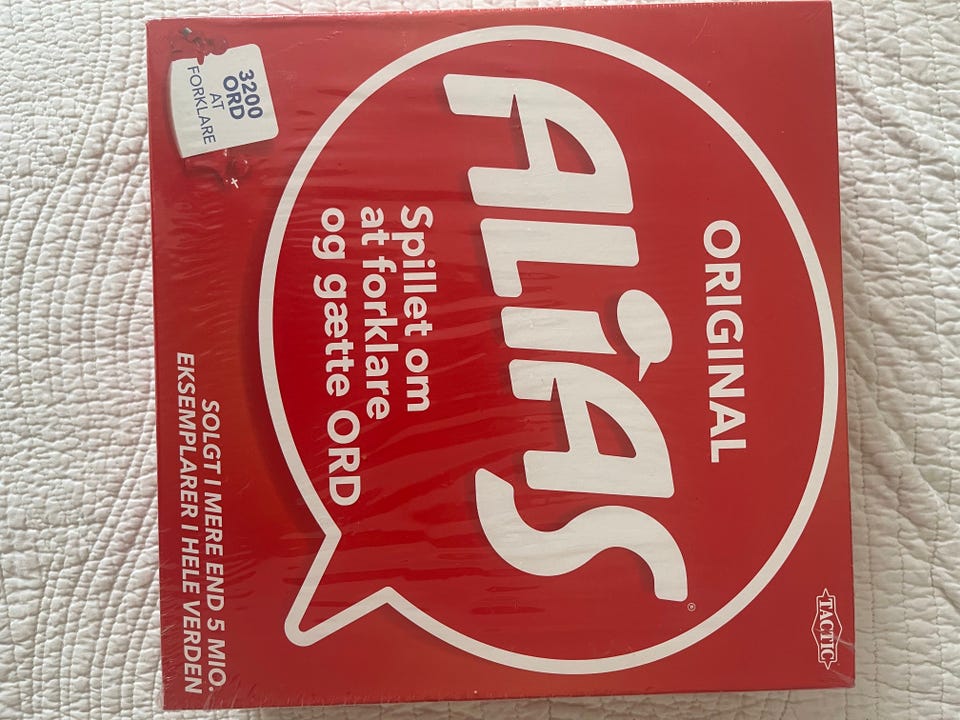 ORIGINAL
ALiAS®
Spillet om
at forklare
og gætte ORD
3200
ORD
AT
FORKLARE
SOLGT I MERE END 5 MIO.
EKSEMPLARER I HELE VERDEN
TACTIC